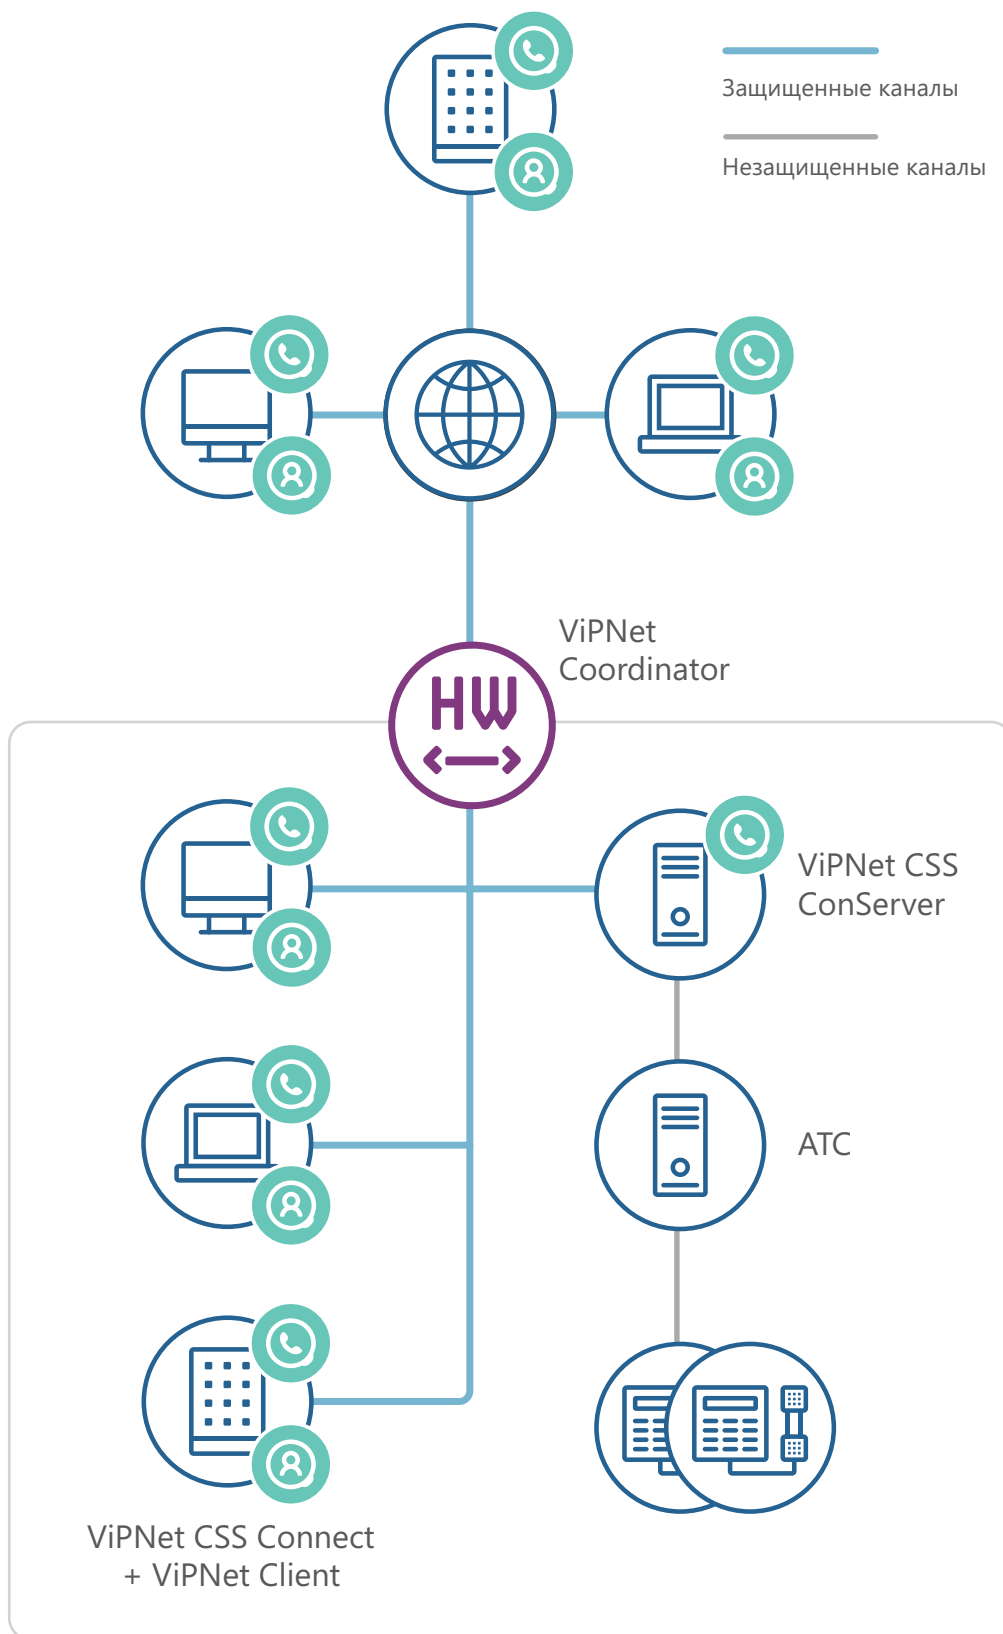 Защищенные каналы
Незащищенные каналы
ViPNet
Coordinator
HW
ViPNet CSS
ConServer
АТС
ViPNet CSS Connect
+ ViPNet Client